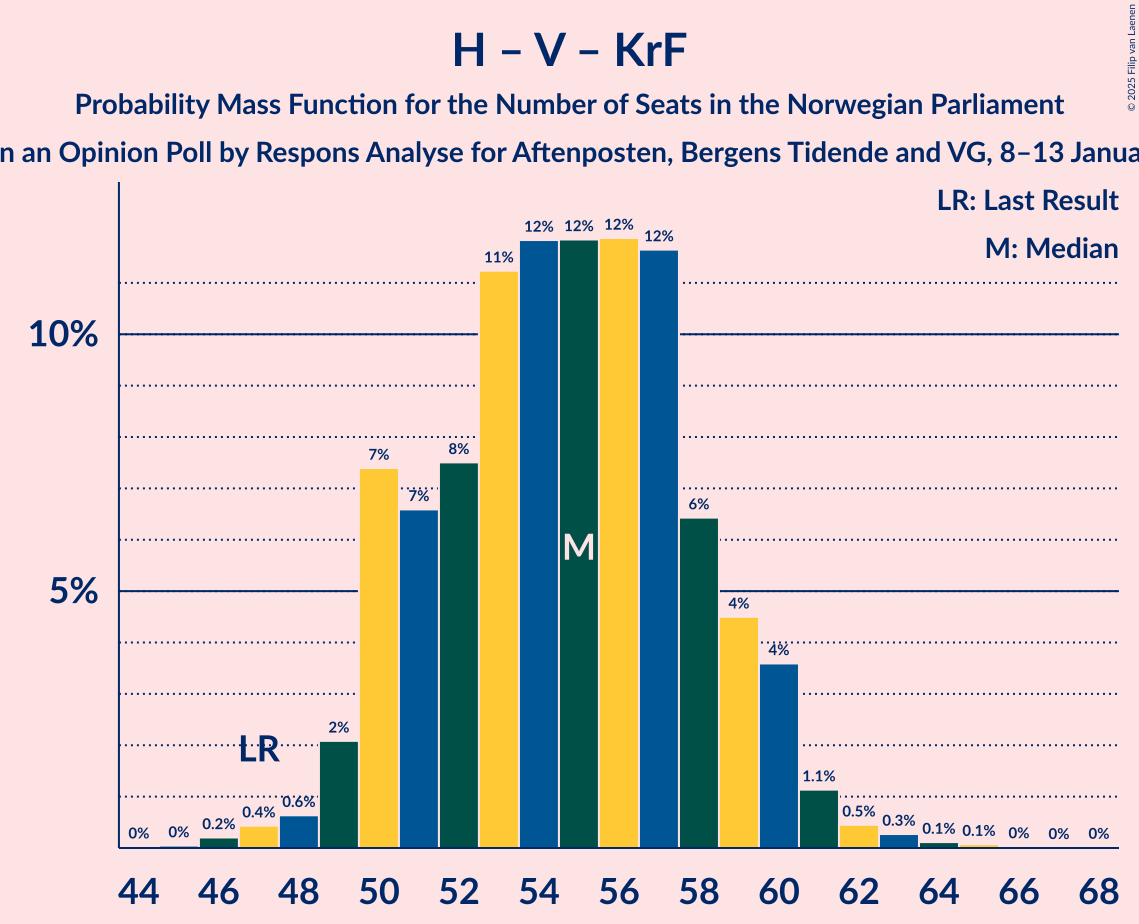 H – V – KrF
Probability Mass Function for the Number of Seats in the Norwegian Parliament
an Opinion Poll by Respons Analyse for Aftenposten, Bergens Tidende and VG, 8–13
© 2025 Filip van Laenen
LR: Last Result
M: Median
10%
5%
0% 0% 0.2% 0.4% 0.6% 2% 7% 7% 8% 11% 12% 12% 12% 12% 6% 4% 4% 1.1% 0.5% 0.3% 0.1% 0.1% 0% 0% 0%
LR
M
44 46 48 50 52 54 56 58 60 62 64 66 68